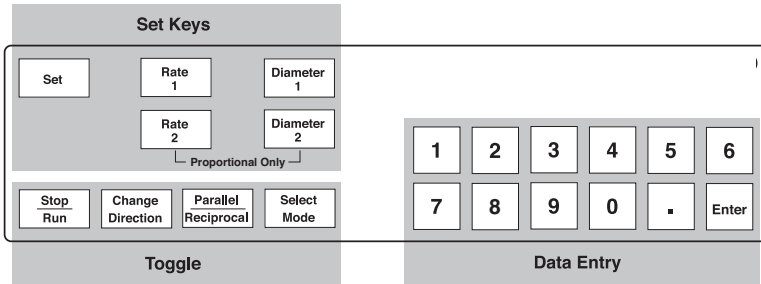 Set Keys
Set
Rate
1
Diameter
1
Rate
2
Diameter
2
Proportional Only
Stop
Run
Change
Direction
Parallel
Reciprocal
Select
Mode
Toggle
1 2 3 4 5 6
7 8 9 0 . Enter
Data Entry